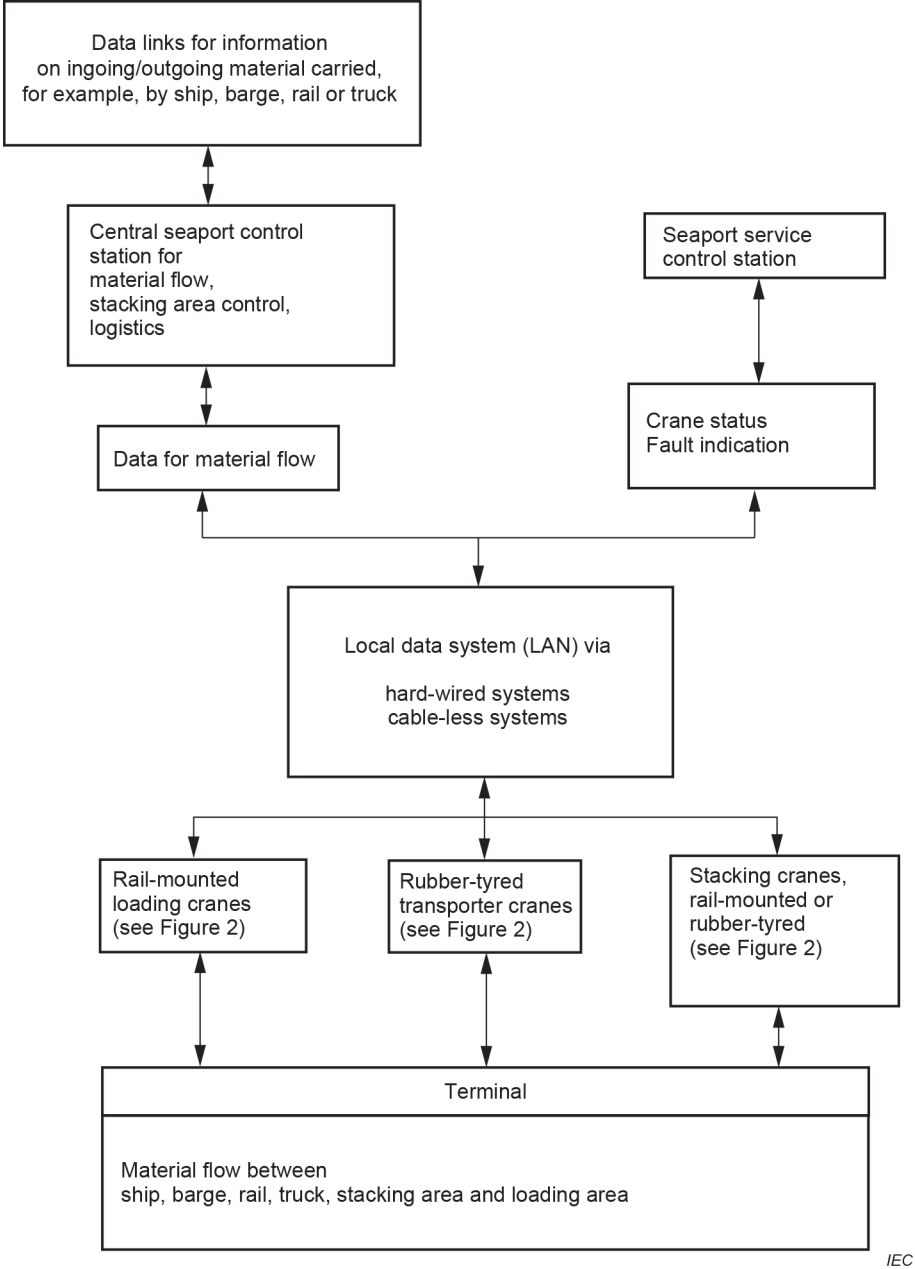 Data links for information
on ingoing/outgoing material carried,
for example, by ship, barge, rail or truck
Central seaport control
station for
material flow,
stacking area control,
logistics
Seaport service
control station
Data for material flow
Crane status
Fault indication
Local data system (LAN) via
hard-wired systems
cable-less systems
Rail-mounted
loading cranes
(see Figure 2)
Rubber-tyred
transporter cranes
(see Figure 2)
Stacking cranes,
rail-mounted or
rubber-tyred
(see Figure 2)
Terminal
Material flow between
ship, barge, rail, truck, stacking area and loading area
IEC